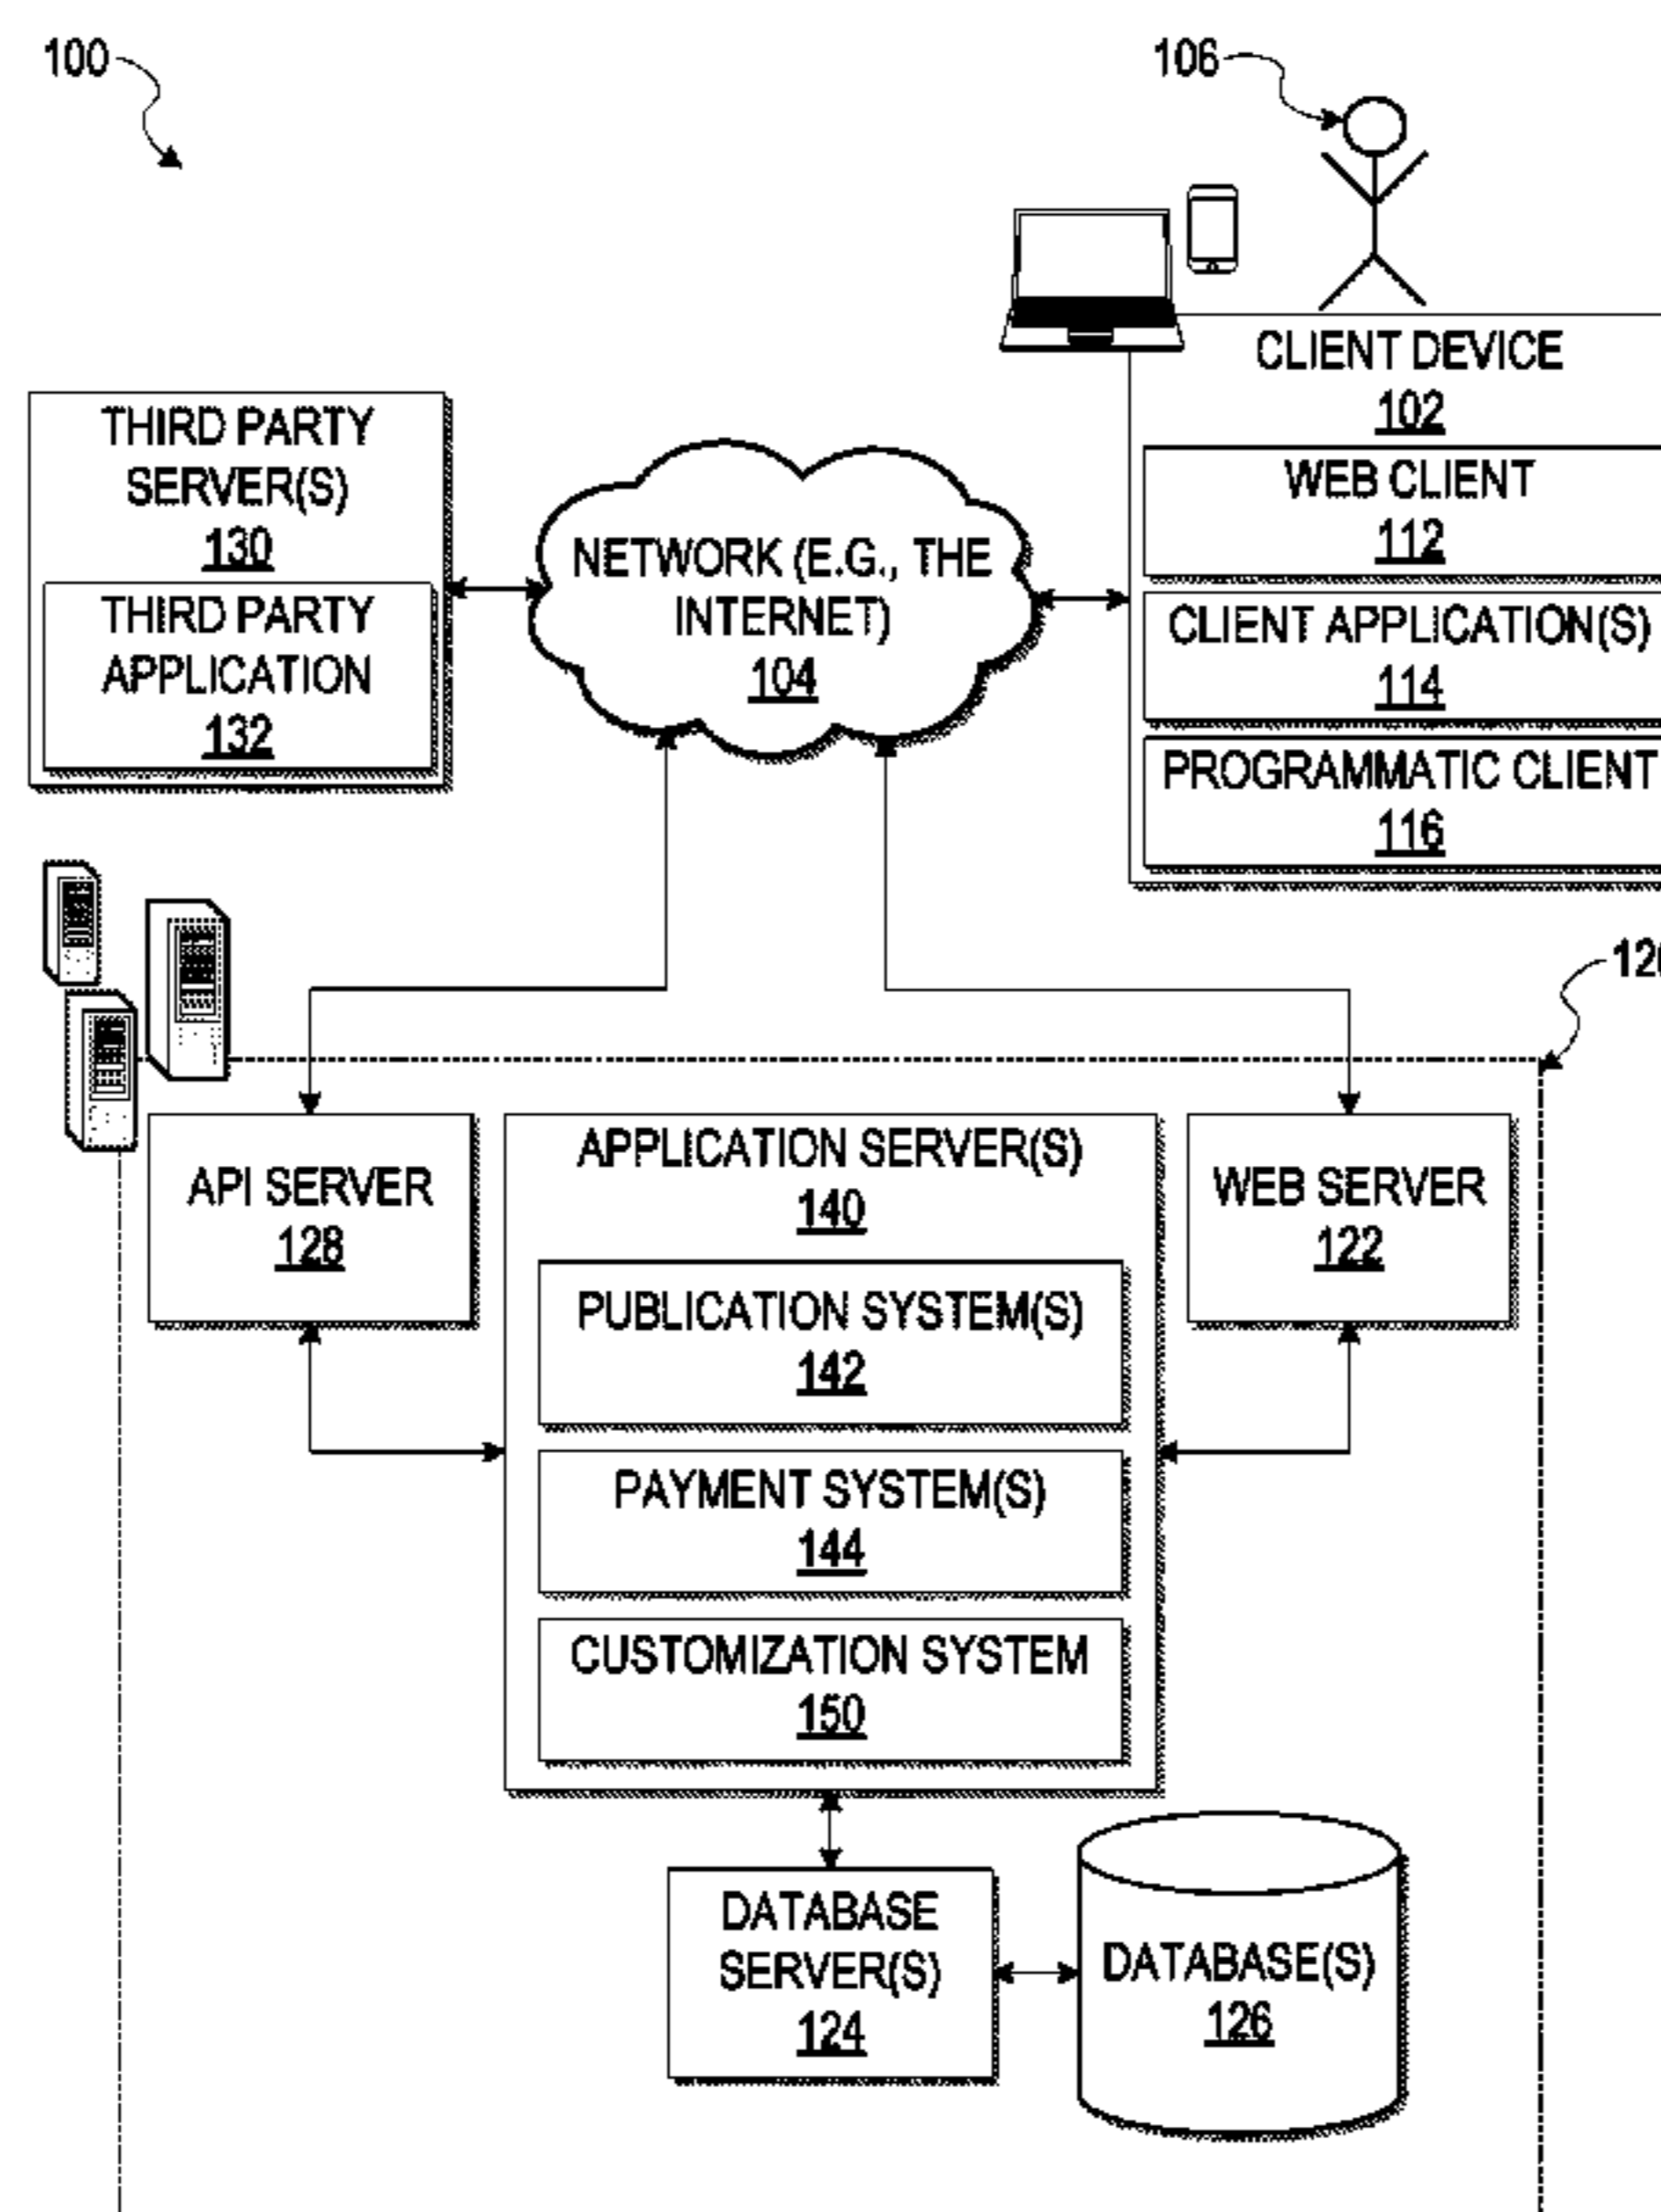 100
106
CLIENT DEVICE
102
WEB CLIENT
112
CLIENT APPLICATION(S)
114
PROGRAMMATIC CLIENT
116
THIRD PARTY
SERVER(S)
130
THIRD PARTY
APPLICATION
132
NETWORK (E.G., THE
INTERNET)
104
API SERVER
128
APPLICATION SERVER(S)
140
PUBLICATION SYSTEM(S)
142
PAYMENT SYSTEM(S)
144
CUSTOMIZATION SYSTEM
150
WEB SERVER
122
DATABASE
SERVER(S)
124
DATABASE(S)
126